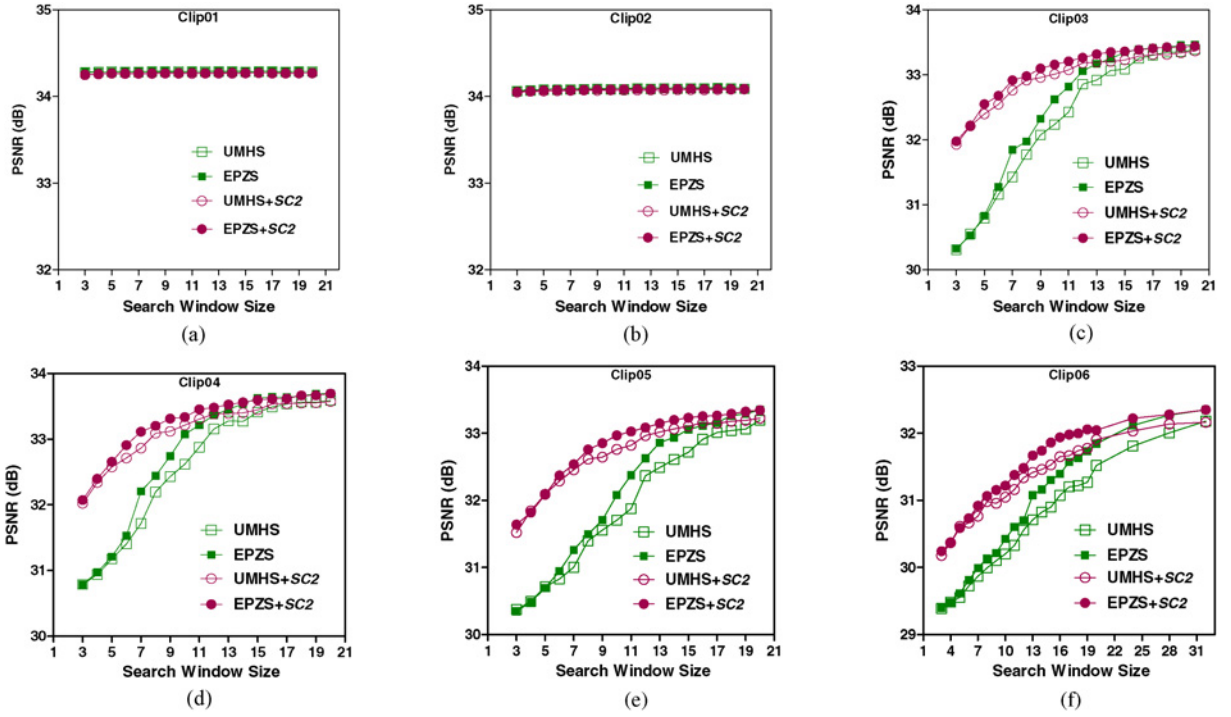 Clip01
35
34
33
32
PSNR (dB)
UMHS
EPZS
UMHS+SC2
EPZS+SC2
1 3 5 7 9 11 13 15 17 19 21
Search Window Size
(a)
Clip02
35
34
33
32
PSNR (dB)
UMHS
EPZS
UMHS+SC2
EPZS+SC2
1 3 5 7 9 11 13 15 17 19 21
Search Window Size
(b)
Clip03
34
33
32
31
30
PSNR (dB)
UMHS
EPZS
UMHS+SC2
EPZS+SC2
1 3 5 7 9 11 13 15 17 19 21
Search Window Size
(c)
Clip04
34
33
32
31
30
PSNR (dB)
UMHS
EPZS
UMHS+SC2
EPZS+SC2
1 3 5 7 9 11 13 15 17 19 21
Search Window Size
(d)
Clip05
34
33
32
31
30
PSNR (dB)
UMHS
EPZS
UMHS+SC2
EPZS+SC2
1 3 5 7 9 11 13 15 17 19 21
Search Window Size
(e)
Clip06
33
32
31
30
29
PSNR (dB)
UMHS
EPZS
UMHS+SC2
EPZS+SC2
1 4 7 10 13 16 19 22 25 28 31
Search Window Size
(f)